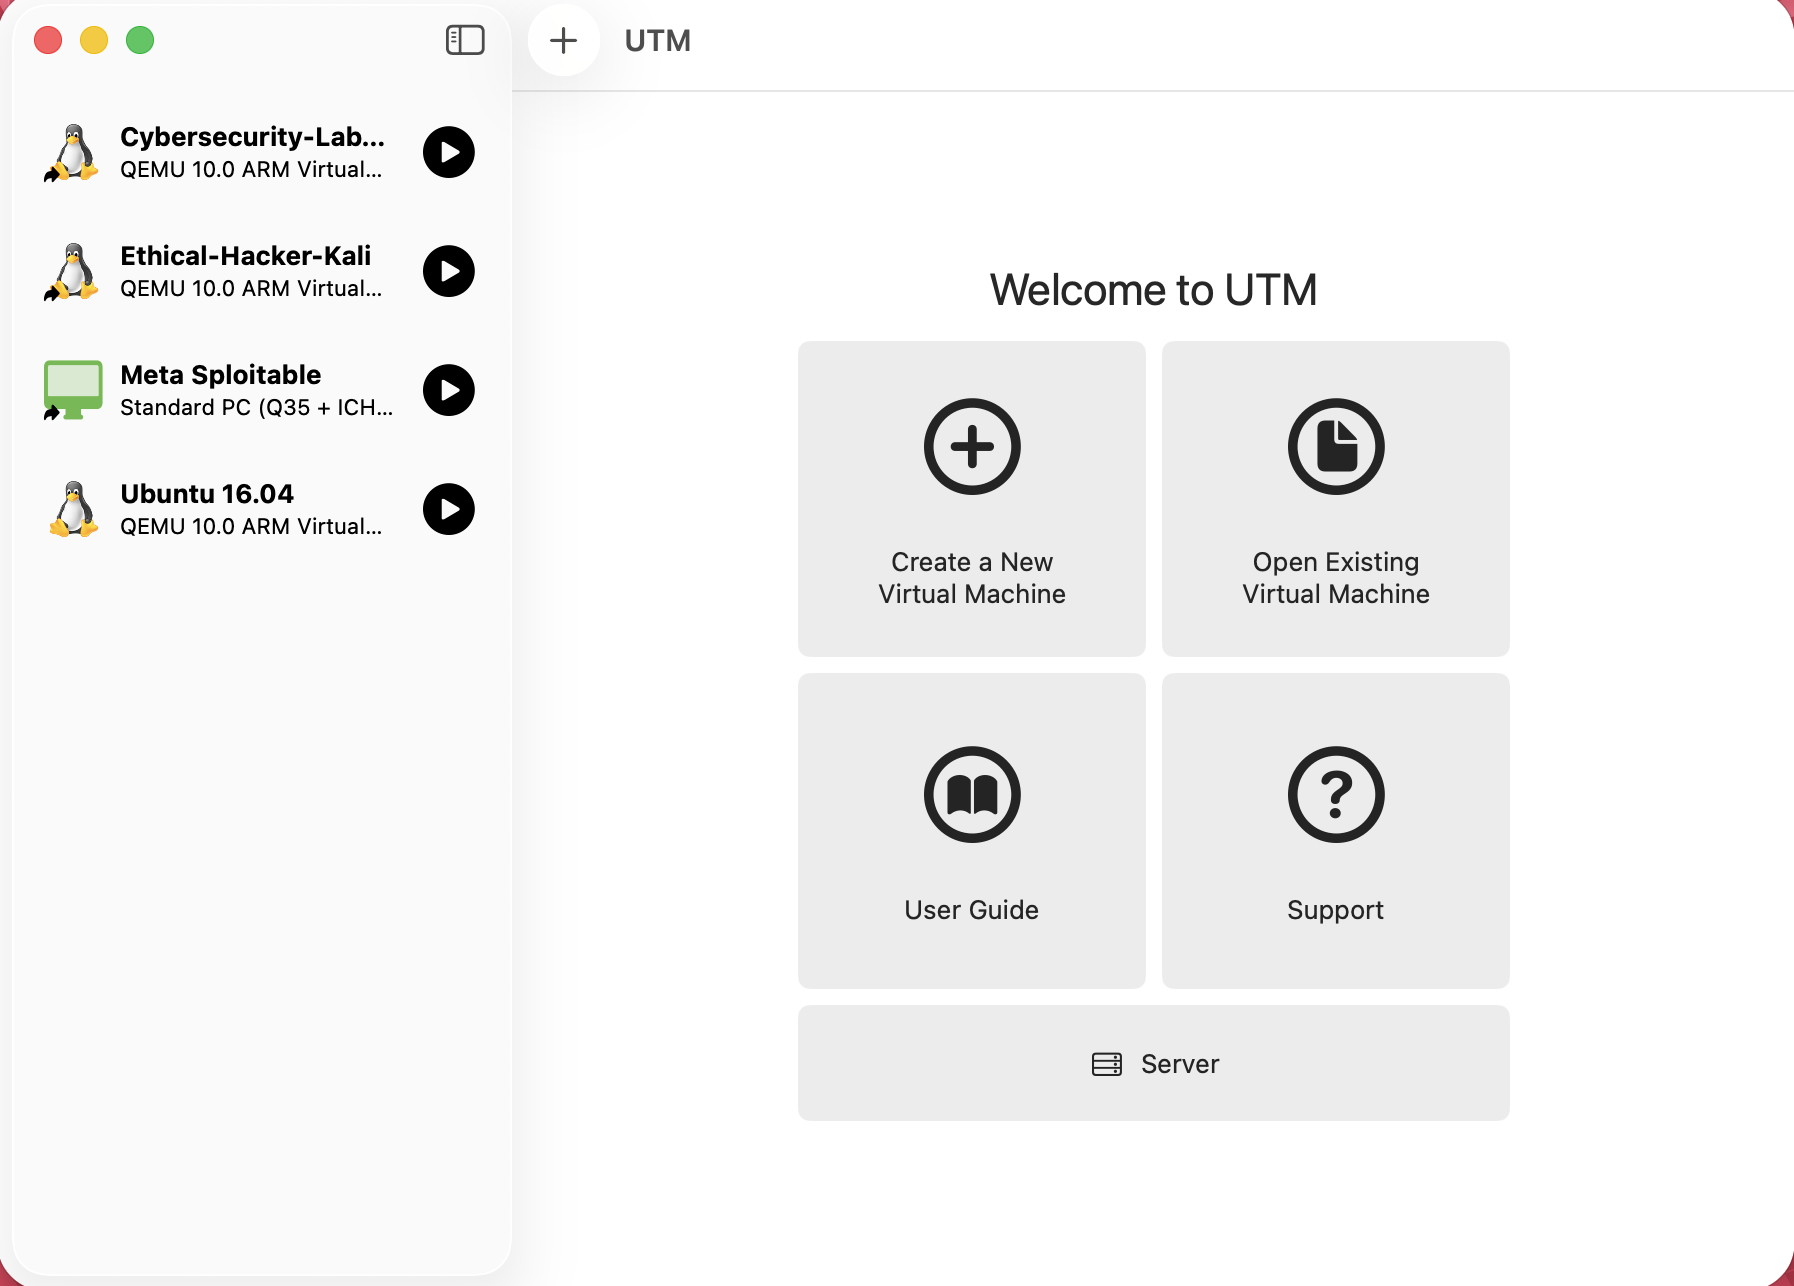 UTM
Cybersecurity-Lab...
QEMU 10.0 ARM Virtual...
Ethical-Hacker-Kali
QEMU 10.0 ARM Virtual...
Meta Sploitable
Standard PC (Q35 + ICH...
Ubuntu 16.04
QEMU 10.0 ARM Virtual...
Welcome to UTM
Create a New
Virtual Machine
Open Existing
Virtual Machine
User Guide
Support
Server